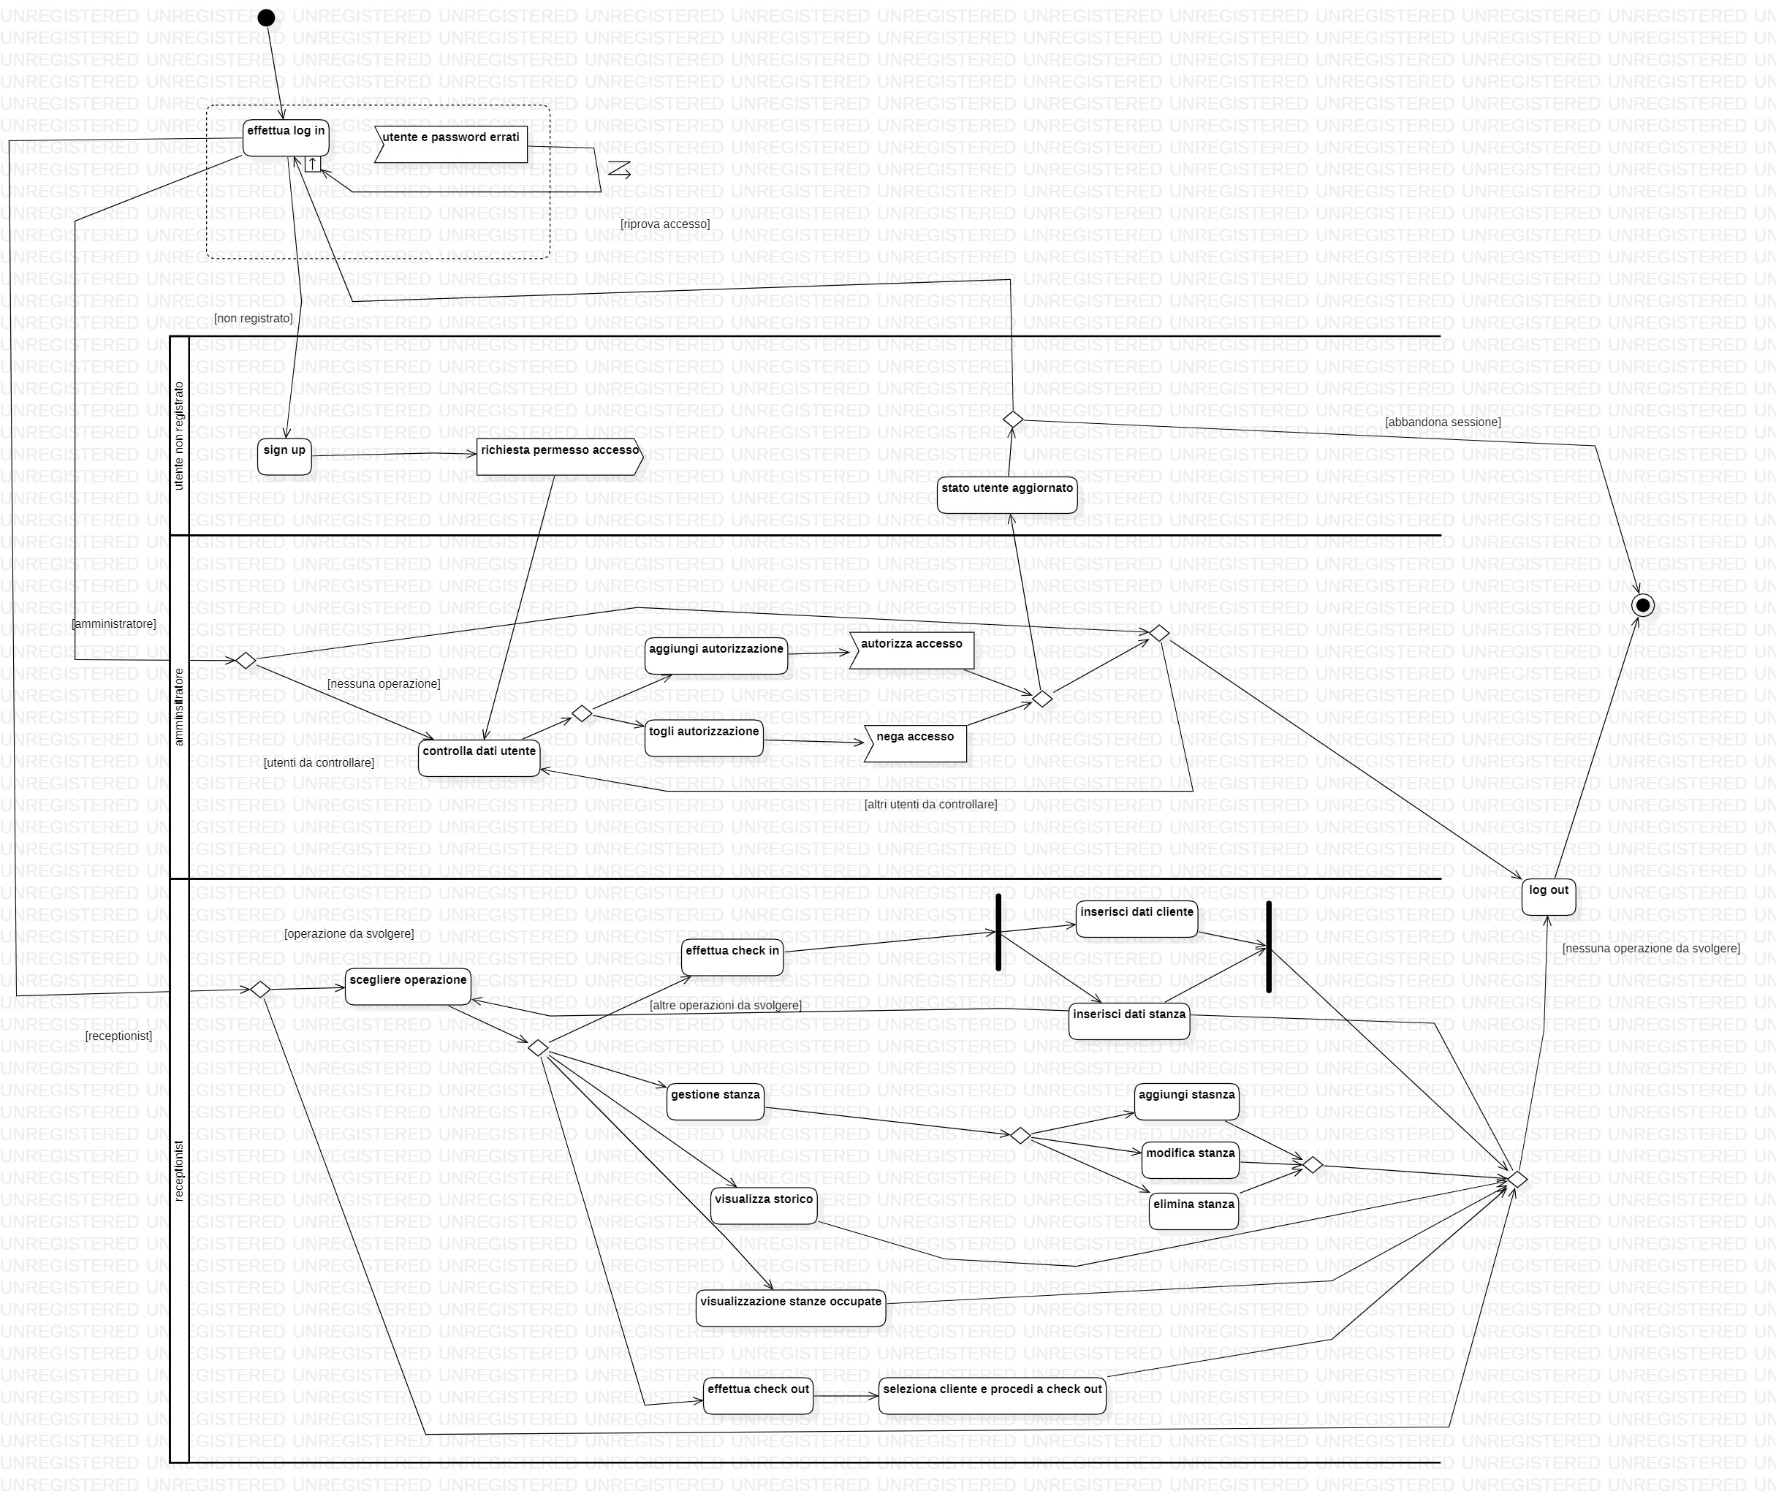 effettua log in
utente e password errati
[riprova accesso]
[non registrato]
utente non registrato
[abbandona sessione]
sign up
richiesta permesso accesso
stato utente aggiornato
[amministratore]
amminsitratore
autorizza accesso
aggiungi autorizzazione
[nessuna operazione]
togli autorizzazione
nega accesso
controlla dati utente
[utenti da controllare]
[altri utenti da controllare]
log out
inserisci dati cliente
[operazione da svolgere]
effettua check in
[nessuna operazione da svolgere]
scegliere operazione
[altre operazioni da svolgere]
inserisci dati stanza
[receptionist]
receptionist
gestione stanza
aggiungi stasnza
modifica stanza
visualizza storico
elimina stanza
visualizzazione stanze occupate
effettua check out
seleziona cliente e procedi a check out
UNREGISTERED